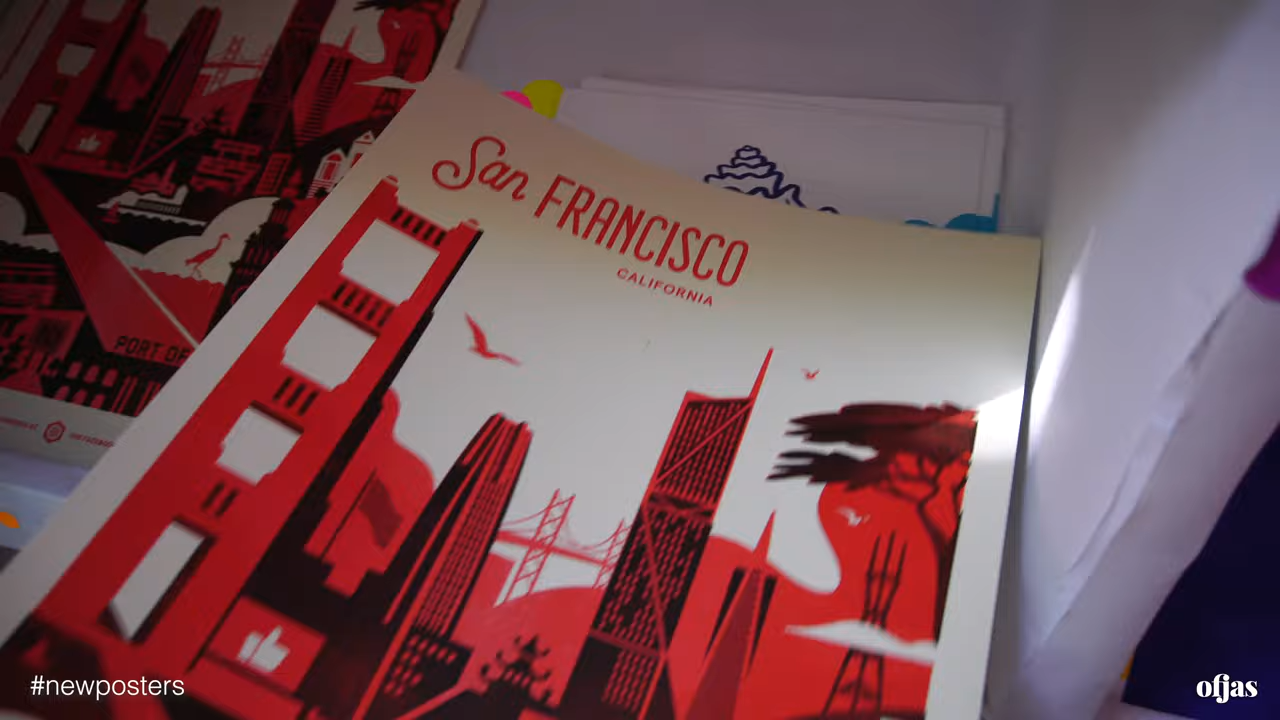 San FRANCISCO
CALIFORNIA
PORT OF
#newposters
ofjas